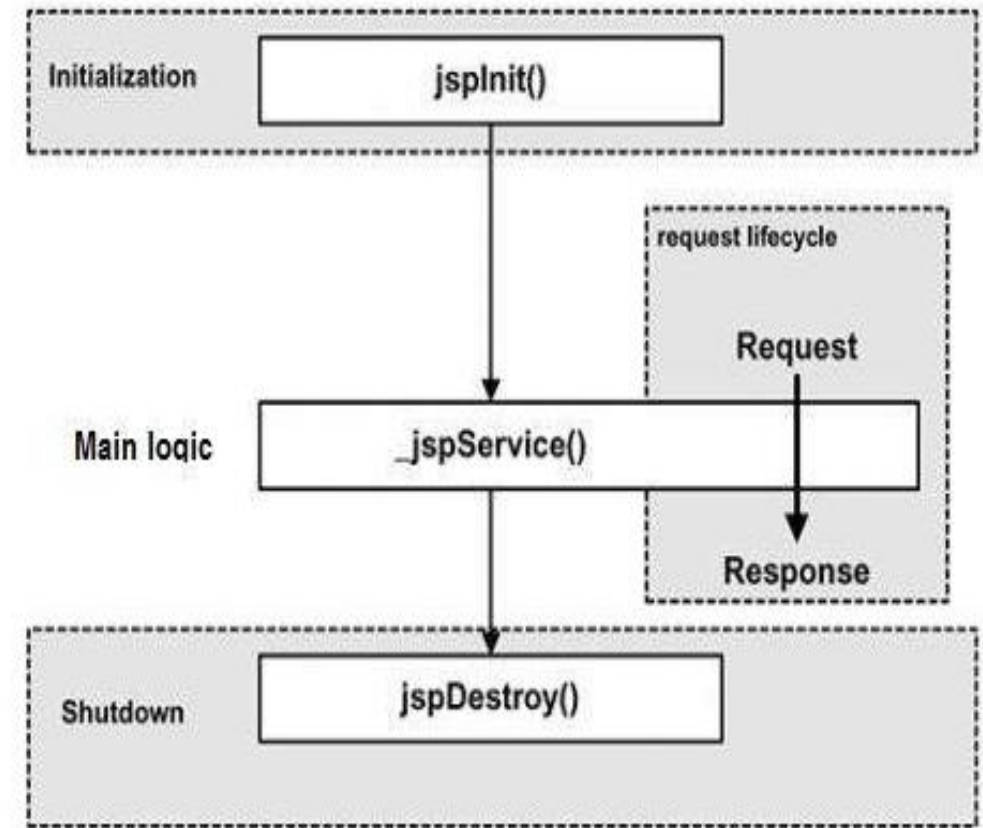 Initialization
jspInit()
request lifecycle
Request
Main logic
_jspService()
Response
Shutdown
jspDestroy()